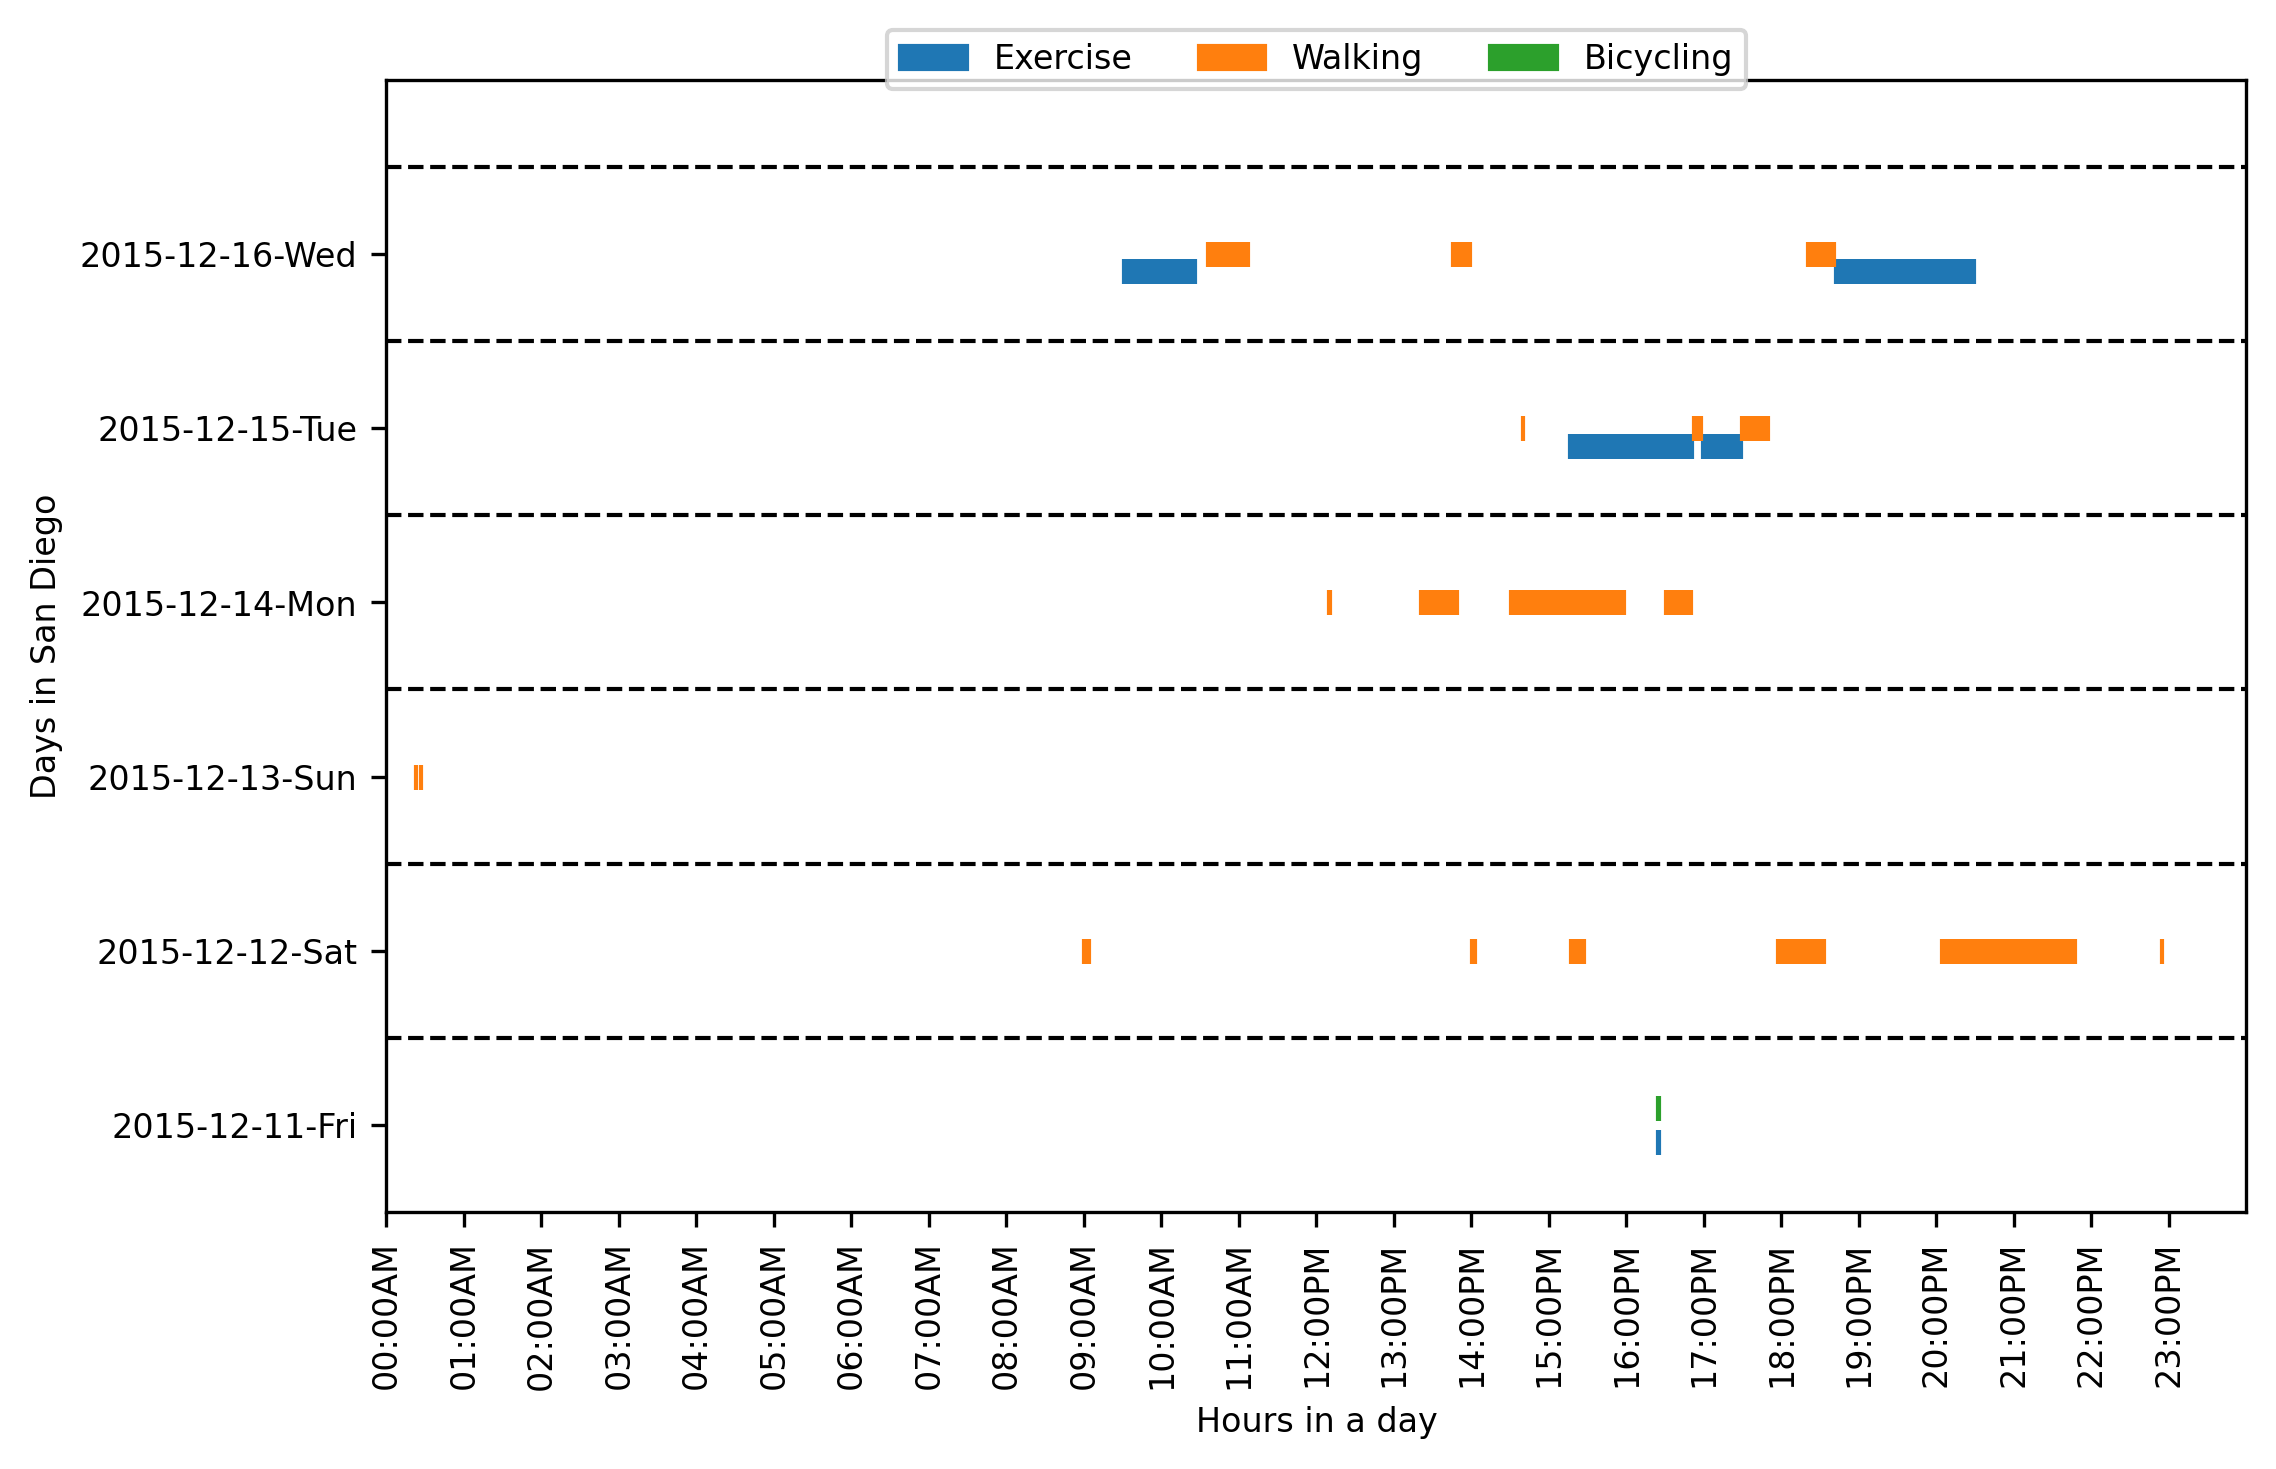 Exercise Walking Bicycling
Days in San Diego
2015-12-16-Wed
2015-12-15-Tue
2015-12-14-Mon
2015-12-13-Sun
2015-12-12-Sat
2015-12-11-Fri
00:00AM
01:00AM
02:00AM
03:00AM
04:00AM
05:00AM
06:00AM
07:00AM
08:00AM
09:00AM
10:00AM
11:00AM
12:00PM
13:00PM
14:00PM
15:00PM
16:00PM
17:00PM
18:00PM
19:00PM
20:00PM
21:00PM
22:00PM
23:00PM
Hours in a day